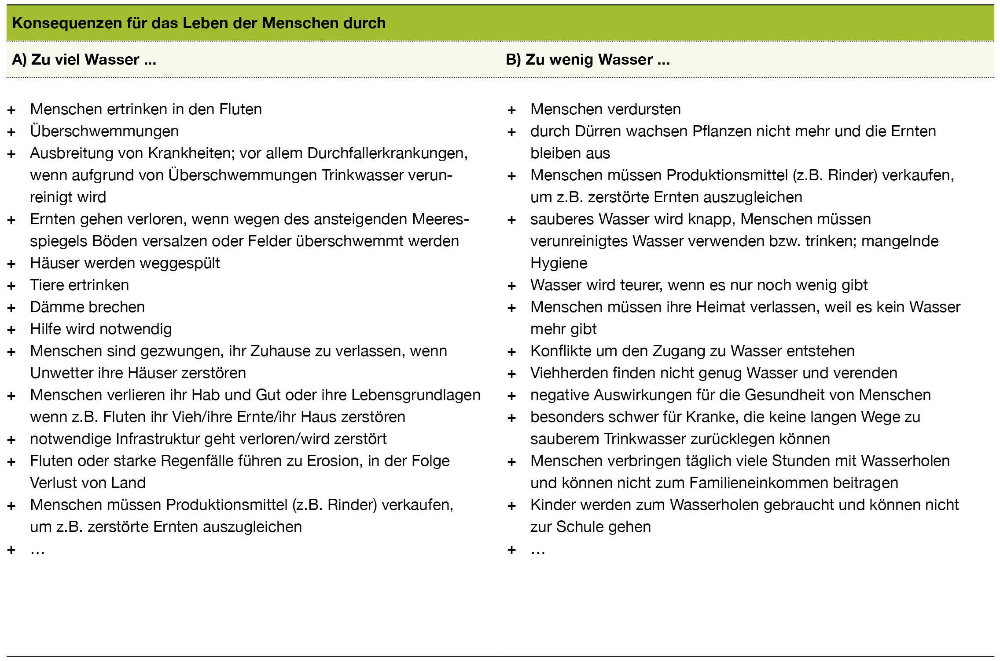 Konsequenzen für das Leben der Menschen durch
A) Zu viel Wasser ...
+ Menschen ertrinken in den Fluten
+ Überschwemmungen
+ Ausbreitung von Krankheiten; vor allem Durchfallerkrankungen,
wenn aufgrund von Überschwemmungen Trinkwasser verun-
reinigt wird
+ Ernten gehen verloren, wenn wegen des ansteigenden Meeres-
spiegels Böden versalzen oder Felder überschwemmt werden
+ Häuser werden weggespült
+ Tiere ertrinken
+ Dämme brechen
+ Hilfe wird notwendig
+ Menschen sind gezwungen, ihr Zuhause zu verlassen, wenn
Unwetter ihre Häuser zerstören
+ Menschen verlieren ihr Hab und Gut oder ihre Lebensgrundlagen
wenn z.B. Fluten ihr Vieh/ihre Ernte/ihr Haus zerstören
+ notwendige Infrastruktur geht verloren/wird zerstört
+ Fluten oder starke Regenfälle führen zu Erosion, in der Folge
Verlust von Land
+ Menschen müssen Produktionsmittel (z.B. Rinder) verkaufen,
um z.B. zerstörte Ernten auszugleichen
+ …
B) Zu wenig Wasser ...
+ Menschen verdursten
+ durch Dürren wachsen Pflanzen nicht mehr und die Ernten
bleiben aus
+ Menschen müssen Produktionsmittel (z.B. Rinder) verkaufen,
um z.B. zerstörte Ernten auszugleichen
+ sauberes Wasser wird knapp, Menschen müssen
verunreinigtes Wasser verwenden bzw. trinken; mangelnde
Hygiene
+ Wasser wird teurer, wenn es nur noch wenig gibt
+ Menschen müssen ihre Heimat verlassen, weil es kein Wasser
mehr gibt
+ Konflikte um den Zugang zu Wasser entstehen
+ Viehherden finden nicht genug Wasser und verenden
+ negative Auswirkungen für die Gesundheit von Menschen
+ besonders schwer für Kranke, die keine langen Wege zu
sauberem Trinkwasser zurücklegen können
+ Menschen verbringen täglich viele Stunden mit Wasserholen
und können nicht zum Familieneinkommen beitragen
+ Kinder werden zum Wasserholen gebraucht und können nicht
zur Schule gehen
+ …